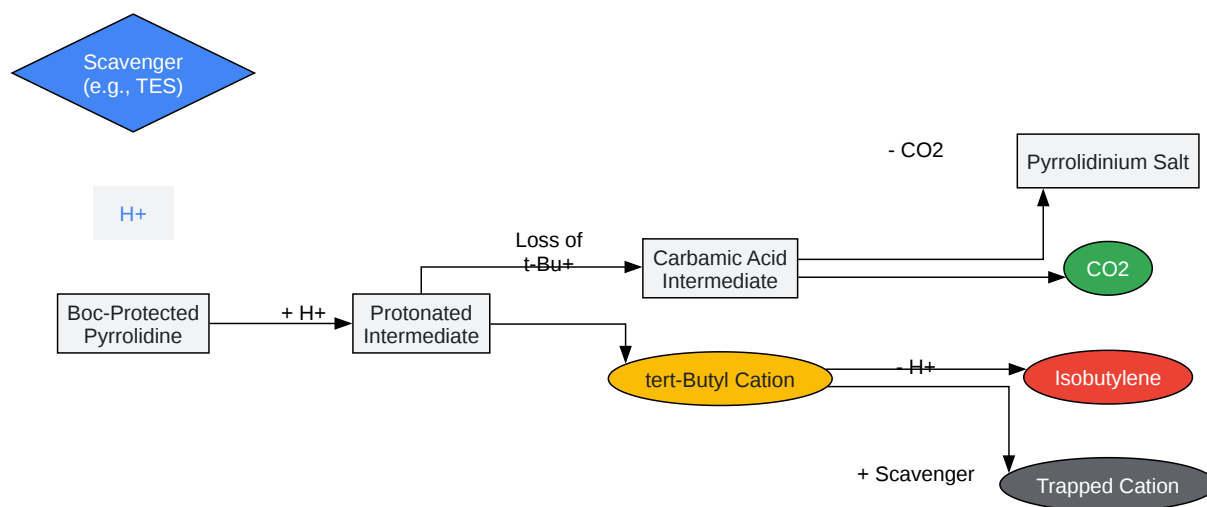 Scavenger
(e.g., TES)
- CO2
Pyrrolidinium Salt
H+
Loss of
t-Bu+
Carbamic Acid
Intermediate
CO2
Boc-Protected
Pyrrolidine
+ H+
Protonated
Intermediate
tert-Butyl Cation
- H+
Isobutylene
+ Scavenger
Trapped Cation